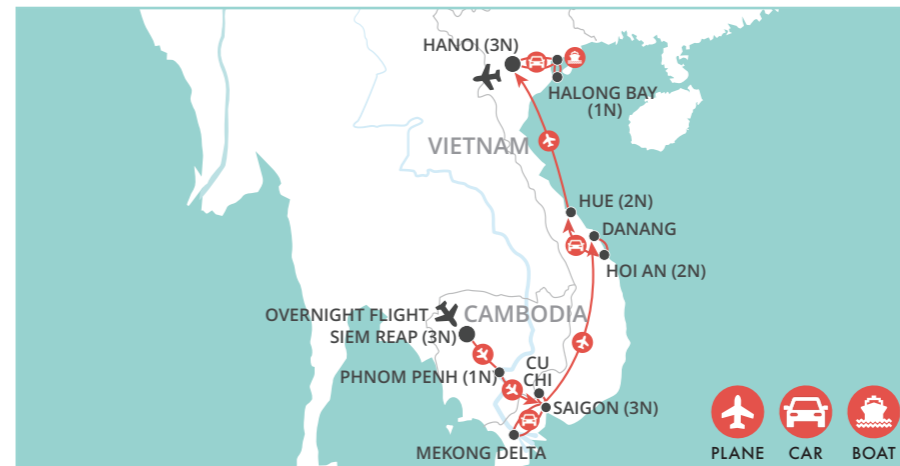 HANOI (3N)
HALONG BAY
(1N)
VIETNAM
HUE (2N)
DANANG
HOI AN (2N)
OVERNIGHT FLIGHT
CAMBODIA
SIEM REAP (3N)
CU
CHI
PHNOM PENH (1N)
SAIGON (3N)
MEKONG DELTA
PLANE
CAR
BOAT